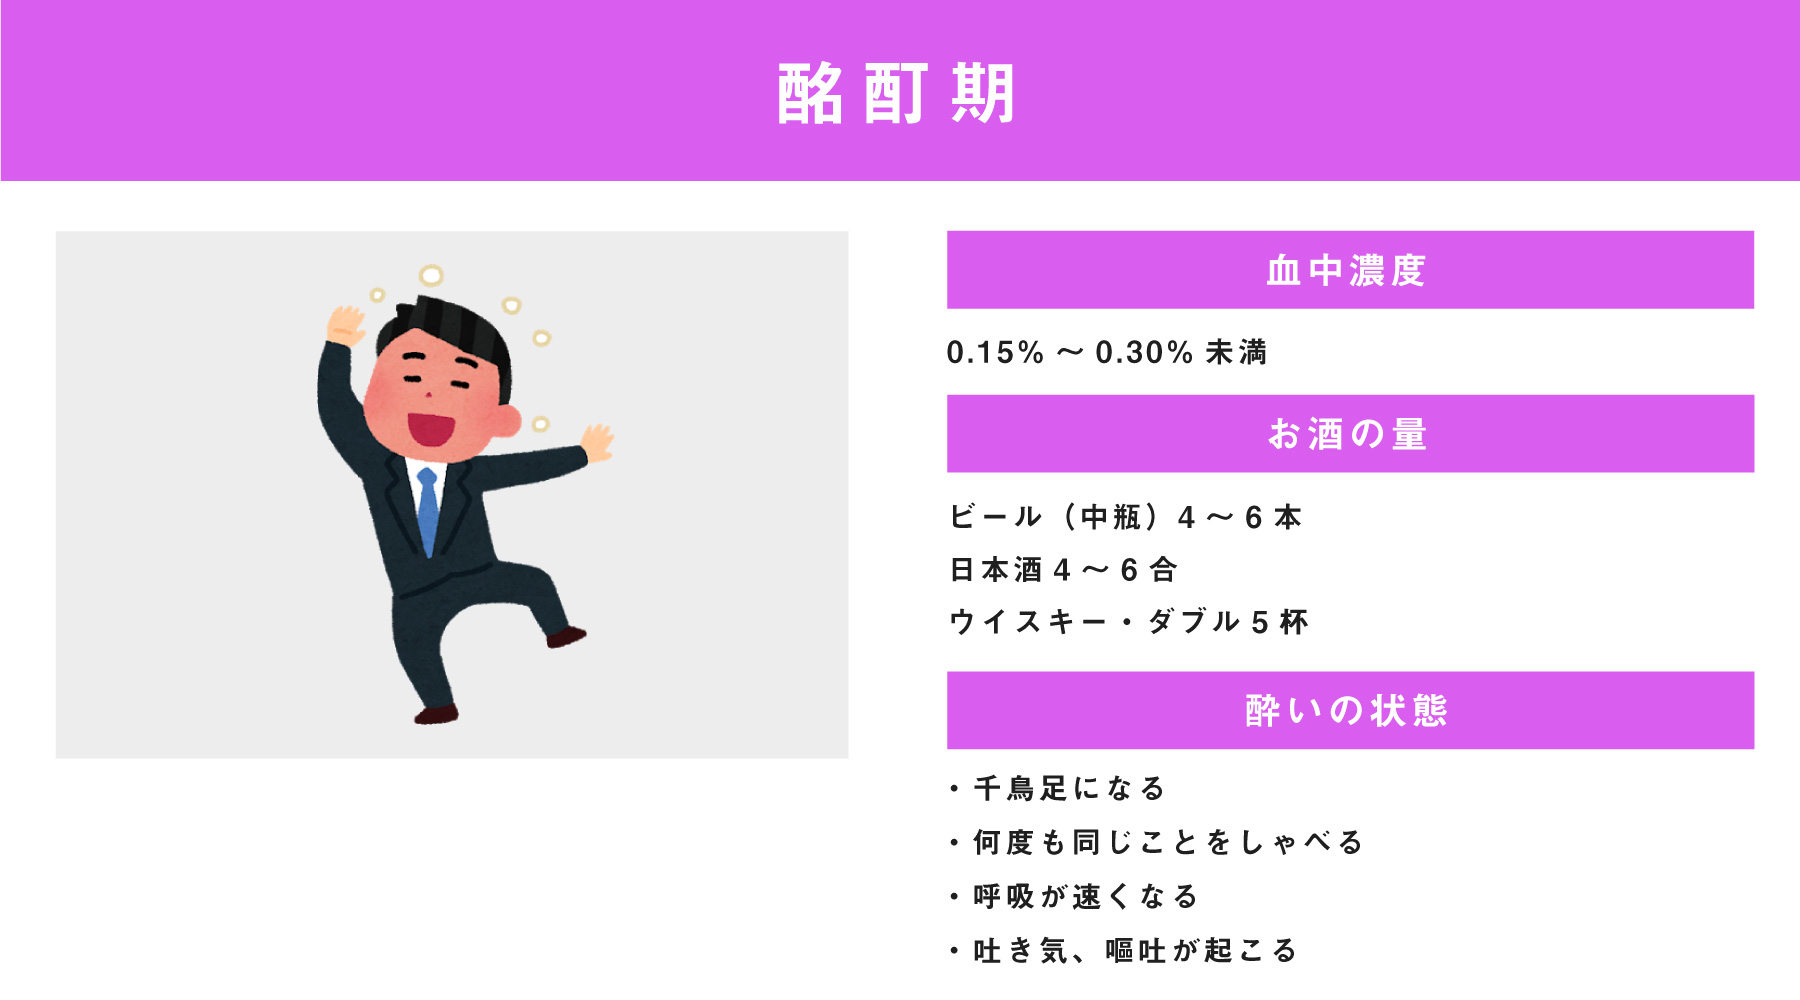 酩酊期
血中濃度
0.15% 〜 0.30% 未満
お酒の量
ビール（中瓶）4 〜 6 本
日本酒 4 〜 6 合
ウイスキー・ダブル 5 杯
酔いの状態
・千鳥足になる
・何度も同じことをしゃべる
・呼吸が速くなる
・吐き気、嘔吐が起こる